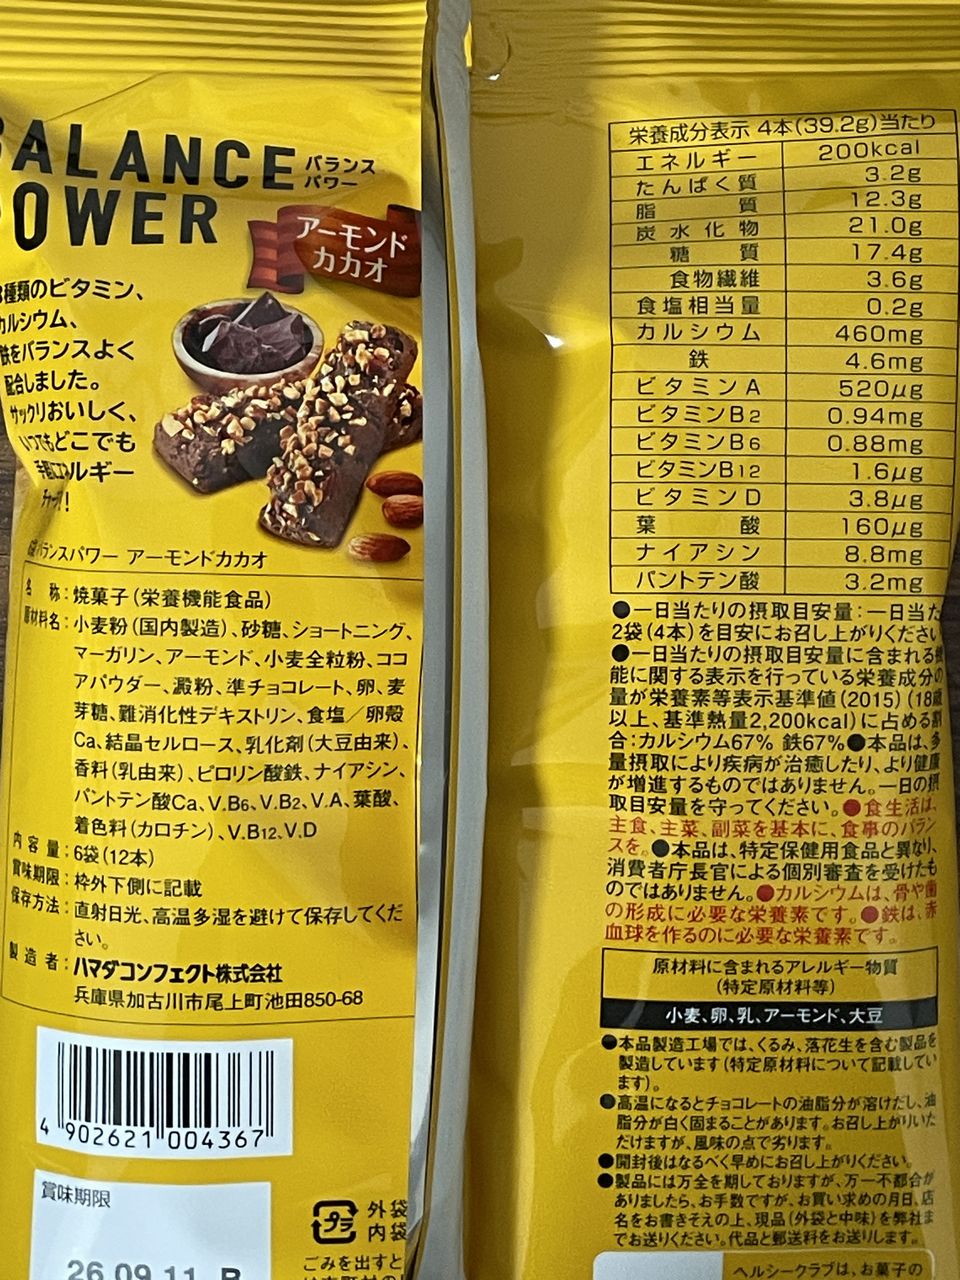 BALANCE
POWER
バランス
パワー
アーモンド
カカオ
種類のビタミン、
カルシウム、
鉄をバランスよく
配合しました。
サックリおいしく、
いつでもどこでも
手軽にエネルギー
チャージ!
バランスパワー アーモンドカカオ
名 称:焼菓子(栄養機能食品)
原材料名:小麦粉(国内製造)、砂糖、ショートニング、
マーガリン、アーモンド、小麦全粒粉、ココ
アパウダー、澱粉、準チョコレート、卵、麦
芽糖、難消化性デキストリン、食塩/卵殻
Ca、結晶セルロース、乳化剤(大豆由来)、
香料(乳由来)、ピロリン酸鉄、ナイアシン、
パントテン酸Ca、V.B6、V.B2、V.A、葉酸、
着色料(カロチン)、V.B12、V.D
内容量:6袋(12本)
賞味期限:枠外下側に記載
保存方法:直射日光、高温多湿を避けて保存してくだ
さい。
製造者:ハマダコンフェクト株式会社
兵庫県加古川市尾上町池田850-68
4 902621 004367
賞味期限
26.09.11 B
プラ
外袋
内袋
ごみを出すと
栄養成分表示 4本(39.2g)当たり
エネルギー 200kcal
たんぱく質 3.2g
脂質 12.3g
炭水化物 21.0g
糖質 17.4g
食物繊維 3.6g
食塩相当量 0.2g
カルシウム 460mg
鉄 4.6mg
ビタミンA 520μg
ビタミンB2 0.94mg
ビタミンB6 0.88mg
ビタミンB12 1.6μg
ビタミンD 3.8μg
葉酸 160μg
ナイアシン 8.8mg
パントテン酸 3.2mg
●一日当たりの摂取目安量:一日当た
2袋(4本)を目安にお召し上がりください
●一日当たりの摂取目安量に含まれる機
能に関する表示を行っている栄養成分の
量が栄養素等表示基準値(2015)(18歳
以上、基準熱量2,200kcal)に占める割
合:カルシウム67% 鉄67%●本品は、多
量摂取により疾病が治癒したり、より健康
が増進するものではありません。一日の摂
取目安量を守ってください。●食生活は、
主食、主菜、副菜を基本に、食事のバラン
スを。●本品は、特定保健用食品と異なり、
消費者庁長官による個別審査を受けたも
のではありません。●カルシウムは、骨や歯
の形成に必要な栄養素です。●鉄は、赤
血球を作るのに必要な栄養素です。
原材料に含まれるアレルギー物質
(特定原材料等)
小麦、卵、乳、アーモンド、大豆
●本品製造工場では、くるみ、落花生を含む製品を
製造しています(特定原材料について記載してい
ます)。
●高温になるとチョコレートの油脂分が溶けだし、油
脂分が白く固まることがあります。お召し上がりいた
だけますが、風味の点で劣ります。
●開封後はなるべく早めにお召し上がりください。
●製品には万全を期しておりますが、万一不都合が
ありましたら、お手数ですが、お買い求めの月日、店
名をお書きそえの上、現品(外袋と中味)を弊社ま
でお送りください。代品と郵送料をお送りします。
ヘルシークラブは、お菓子の